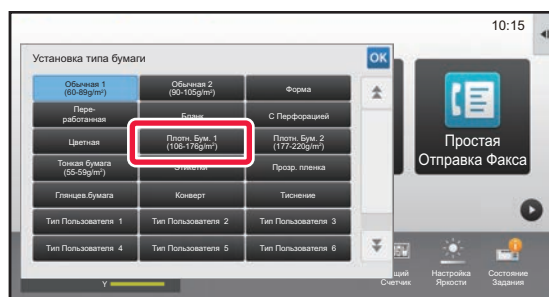 10:15
Установка типа бумаги
OK
Обычная 1
(60-89g/m²)
Обычная 2
(90-105g/m²)
Форма
Пере-
работанная
Бланк
С Перфорацией
Цветная
Плотн. Бум. 1
(106-176g/m²)
Плотн. Бум. 2
(177-220g/m²)
Тонкая бумага
(55-59g/m²)
Этикетки
Прозр. пленка
Глянцев.бумага
Конверт
Тиснение
Тип Пользователя 1
Тип Пользователя 2
Тип Пользователя 3
Тип Пользователя 4
Тип Пользователя 5
Тип Пользователя 6
Простая
Отправка Факса
Y
щий
Счетчик
Настройка
Яркости
Состояние
Задания